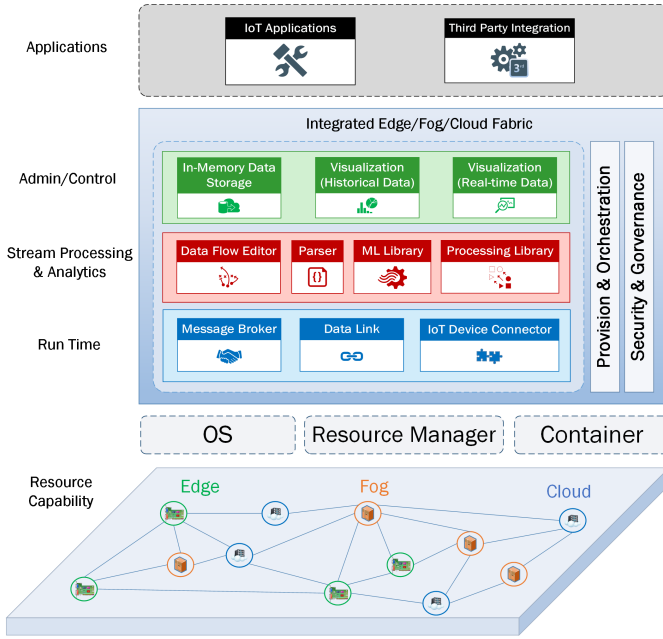 Applications
IoT Applications
Third Party Integration
3rd
Integrated Edge/Fog/Cloud Fabric
Admin/Control
In-Memory Data
Storage
Visualization
(Historical Data)
Visualization
(Real-time Data)
Stream Processing
& Analytics
Data Flow Editor
Parser
{}
ML Library
Processing Library
Run Time
Message Broker
Data Link
IoT Device Connector
Provision & Orchestration
Security & Gorvernance
OS
Resource Manager
Container
Resource
Capability
Edge
Fog
Cloud